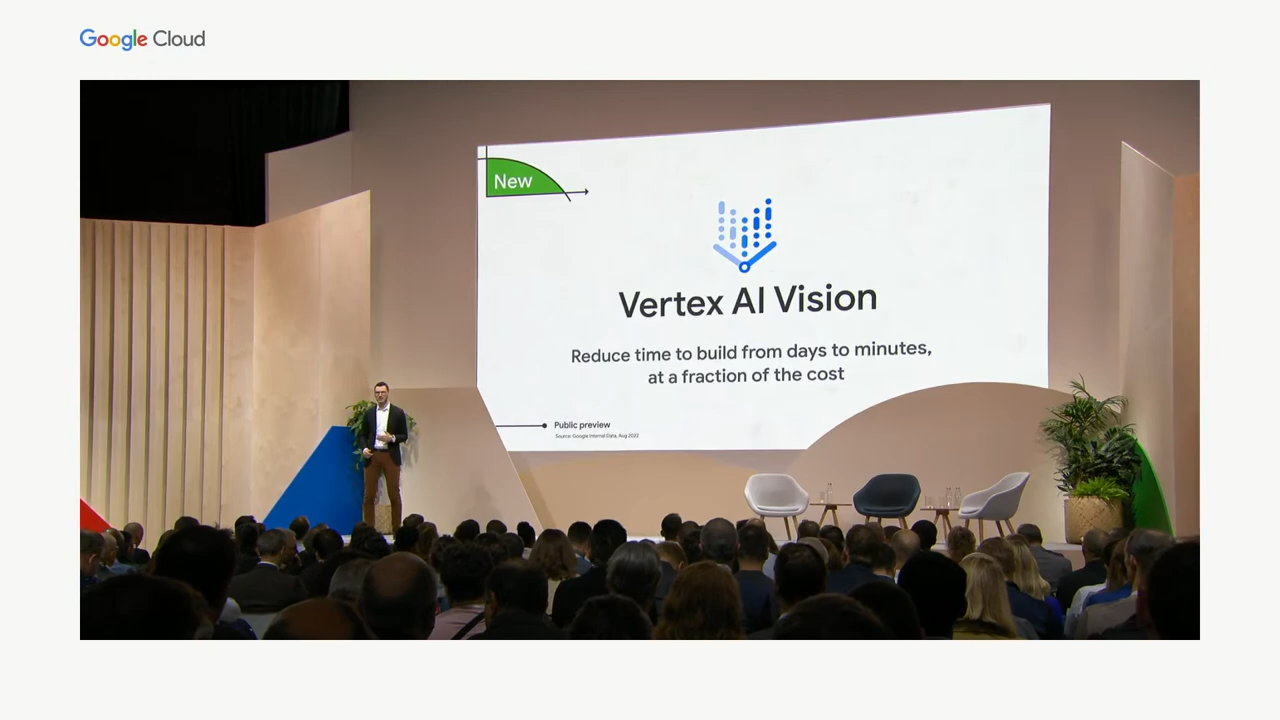 Google Cloud
New
Vertex AI Vision
Reduce time to build from days to minutes,
at a fraction of the cost
Public preview
Source: Google Internal Data, Aug 2022